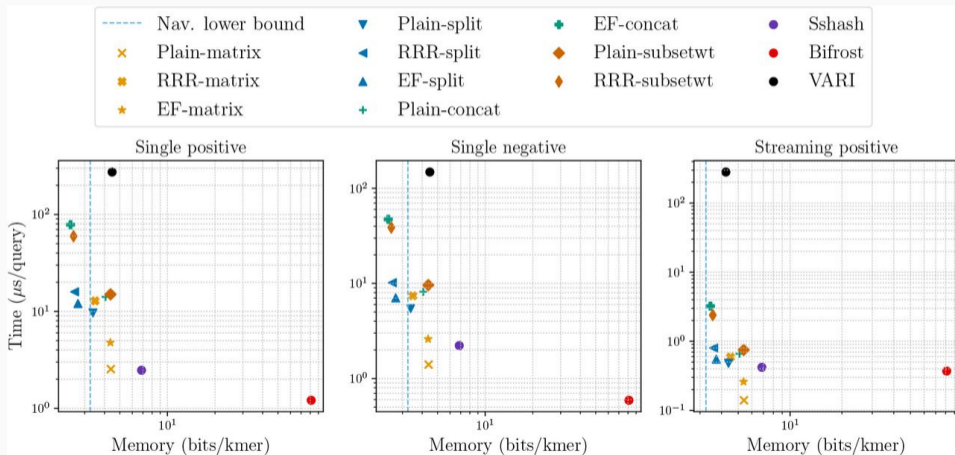 Nav. lower bound
Plain-matrix
RRR-matrix
EF-matrix
Plain-split
RRR-split
EF-split
Plain-concat
EF-concat
Plain-subsetwt
RRR-subsetwt
Sshash
Bifrost
VARI
Single positive
Single negative
Streaming positive
Time (μs/query)
10²
10¹
10⁰
10¹
Memory (bits/kmer)
10²
10¹
10⁰
10¹
Memory (bits/kmer)
10²
10¹
10⁰
10⁻¹
10¹
Memory (bits/kmer)